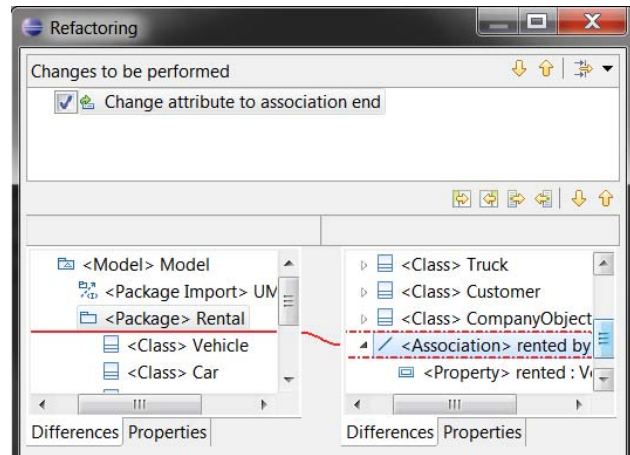 Refactoring
Changes to be performed
Change attribute to association end
<Model> Model
<Package Import> UM
<Package> Rental
<Class> Vehicle
<Class> Car
Differences Properties
<Class> Truck
<Class> Customer
<Class> CompanyObject
<Association> rented by
<Property> rented : Ve
Differences Properties